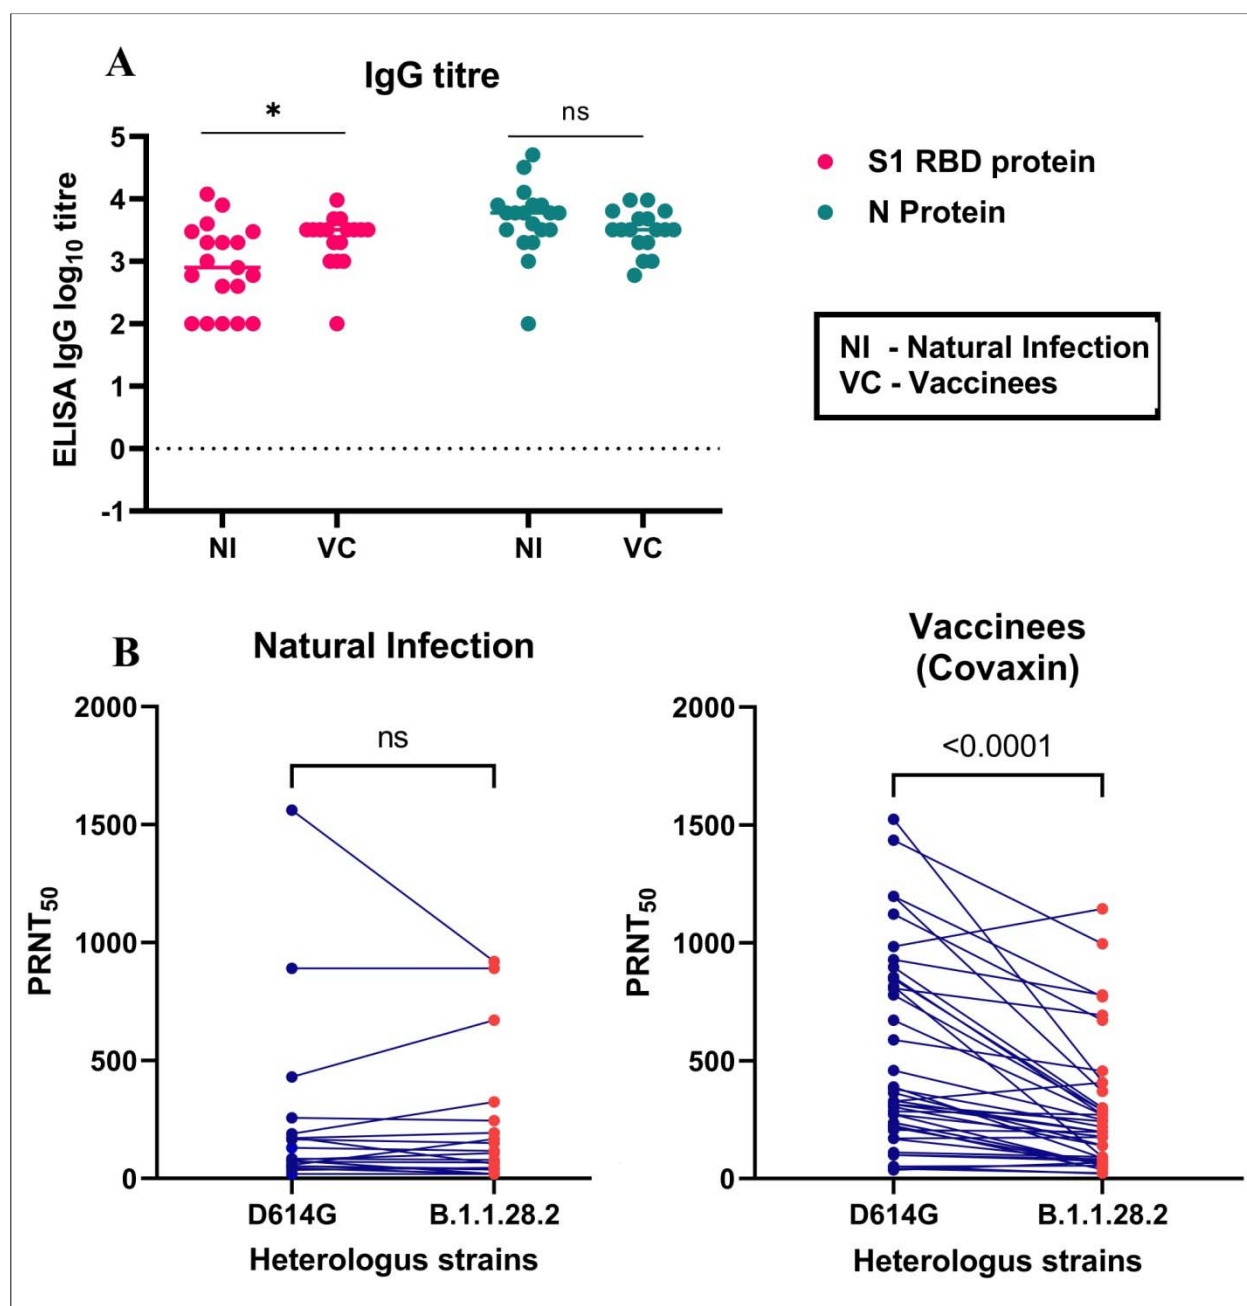 A
IgG titre
*
ns
ELISA IgG log10 titre
5
4
3
2
1
0
-1
NI
VC
NI
VC
S1 RBD protein
N Protein
NI - Natural Infection
VC - Vaccinees
B
Natural Infection
ns
PRNT50
2000
1500
1000
500
0
D614G
B.1.1.28.2
Heterologus strains
Vaccinees
(Covaxin)
<0.0001
PRNT50
2000
1500
1000
500
0
D614G
B.1.1.28.2
Heterologus strains